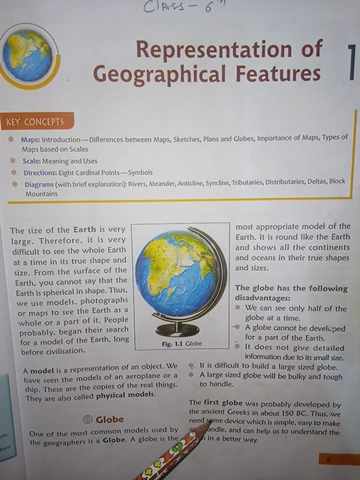 Class - 6th
Representation of
Geographical Features
1
KEY CONCEPTS
Maps: Introduction—Differences between Maps, Sketches, Plans and Globes, Importance of Maps, Types of
Maps based on Scales
Scale: Meaning and Uses
Directions: Eight Cardinal Points—Symbols
Diagrams (with brief explanation): Rivers, Meander, Anticline, Syncline, Tributaries, Distributaries, Deltas, Block
Mountains
The size of the Earth is very
large. Therefore, it is very
difficult to see the whole Earth
at a time in its true shape and
size. From the surface of the
Earth, you cannot say that the
Earth is spherical in shape. Thus,
we use models, photographs
or maps to see the Earth as a
whole or a part of it. People
probably, began their search
for a model of the Earth, long
before civilisation.
A model is a representation of an object. We
have seen the models of an aeroplane or a
ship. These are the copies of the real things.
They are also called physical models.
Globe
One of the most common models used by
the geographers is a Globe. A globe is the
Fig. 1.1 Globe
most appropriate model of the
Earth. It is round like the Earth
and shows all the continents
and oceans in their true shapes
and sizes.
The globe has the following
disadvantages:
We can see only half of the
globe at a time.
A globe cannot be developed
for a part of the Earth.
It does not give detailed
information due to its small size.
It is difficult to build a large sized globe.
A large sized globe will be bulky and tough
to handle.
The first globe was probably developed by
the ancient Greeks in about 150 BC. Thus, we
need some device which is simple, easy to make
handle, and can help us to understand the
in a better way.